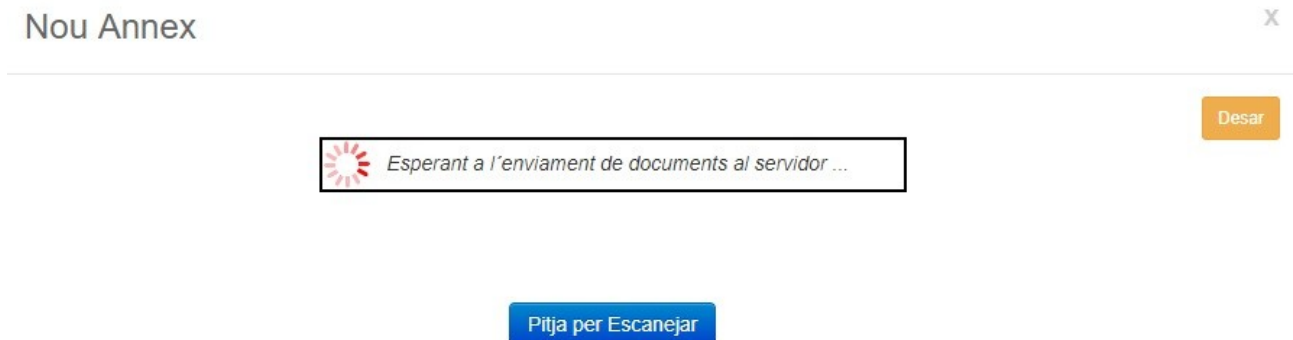 Nou Annex
X
Desar
Esperant a l´enviament de documents al servidor ...
Pitja per Escanejar